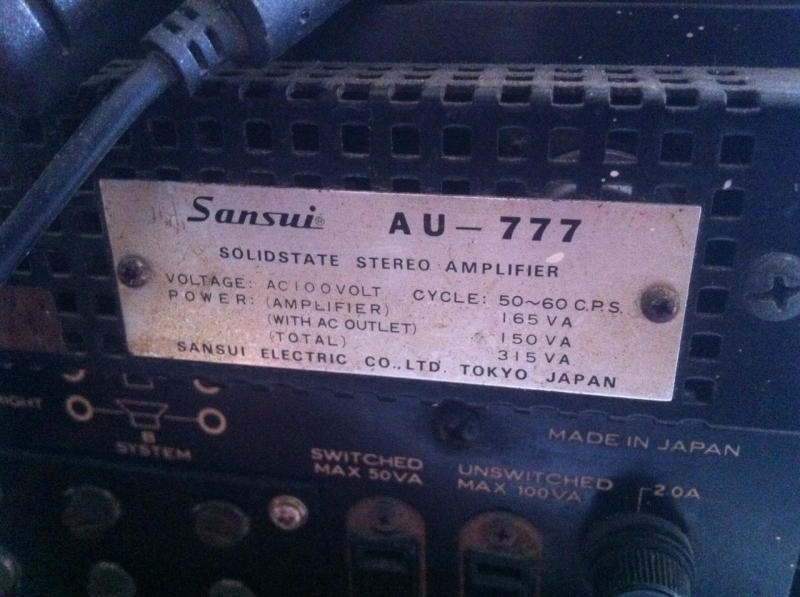 Sansui® AU-777
SOLIDSTATE STEREO AMPLIFIER
VOLTAGE: AC100VOLT CYCLE: 50~60 C.P.S.
POWER: (AMPLIFIER) 165 VA
(WITH AC OUTLET) 150 VA
(TOTAL) 315 VA
SANSUI ELECTRIC CO.,LTD. TOKYO JAPAN
B
SYSTEM
MADE IN JAPAN
SWITCHED
MAX 50VA
UNSWITCHED
MAX 100VA
2.0A